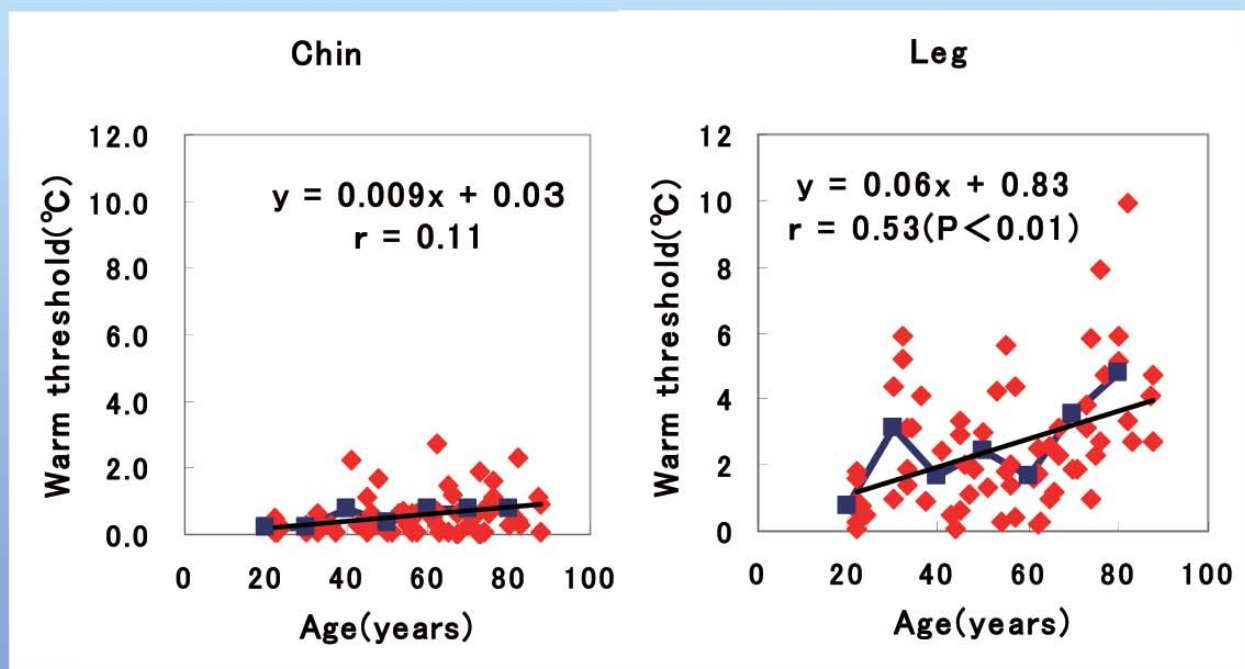 Chin
Warm threshold(℃)
12.0
10.0
8.0
6.0
4.0
2.0
0.0
y = 0.009x + 0.03
r = 0.11
0 20 40 60 80 100
Age(years)
Leg
Warm threshold(℃)
12
10
8
6
4
2
0
y = 0.06x + 0.83
r = 0.53(P＜0.01)
0 20 40 60 80 100
Age(years)